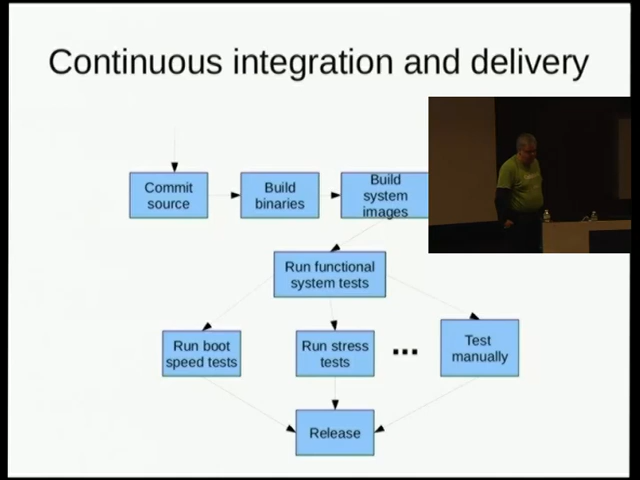 Continuous integration and delivery
Commit
source
Build
binaries
Build
system
images
Run functional
system tests
Run boot
speed tests
Run stress
tests
...
Test
manually
Release